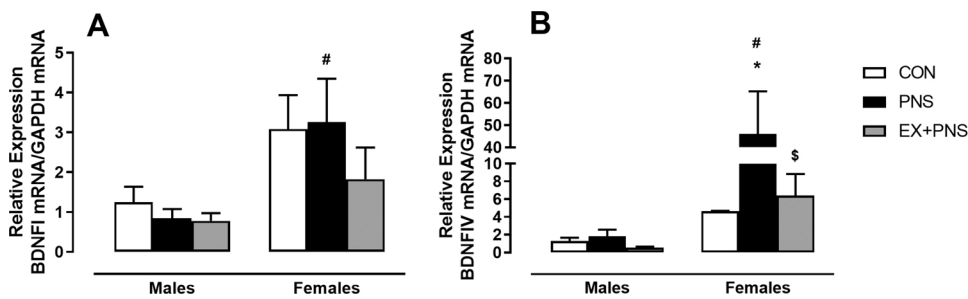 A
Relative Expression
BDNFI mRNA/GAPDH mRNA
5
4
3
2
1
0
#
Males
Females
B
Relative Expression
BDNFIV mRNA/GAPDH mRNA
80
70
60
50
40
10
8
6
4
2
0
#
*
$
Males
Females
CON
PNS
EX+PNS